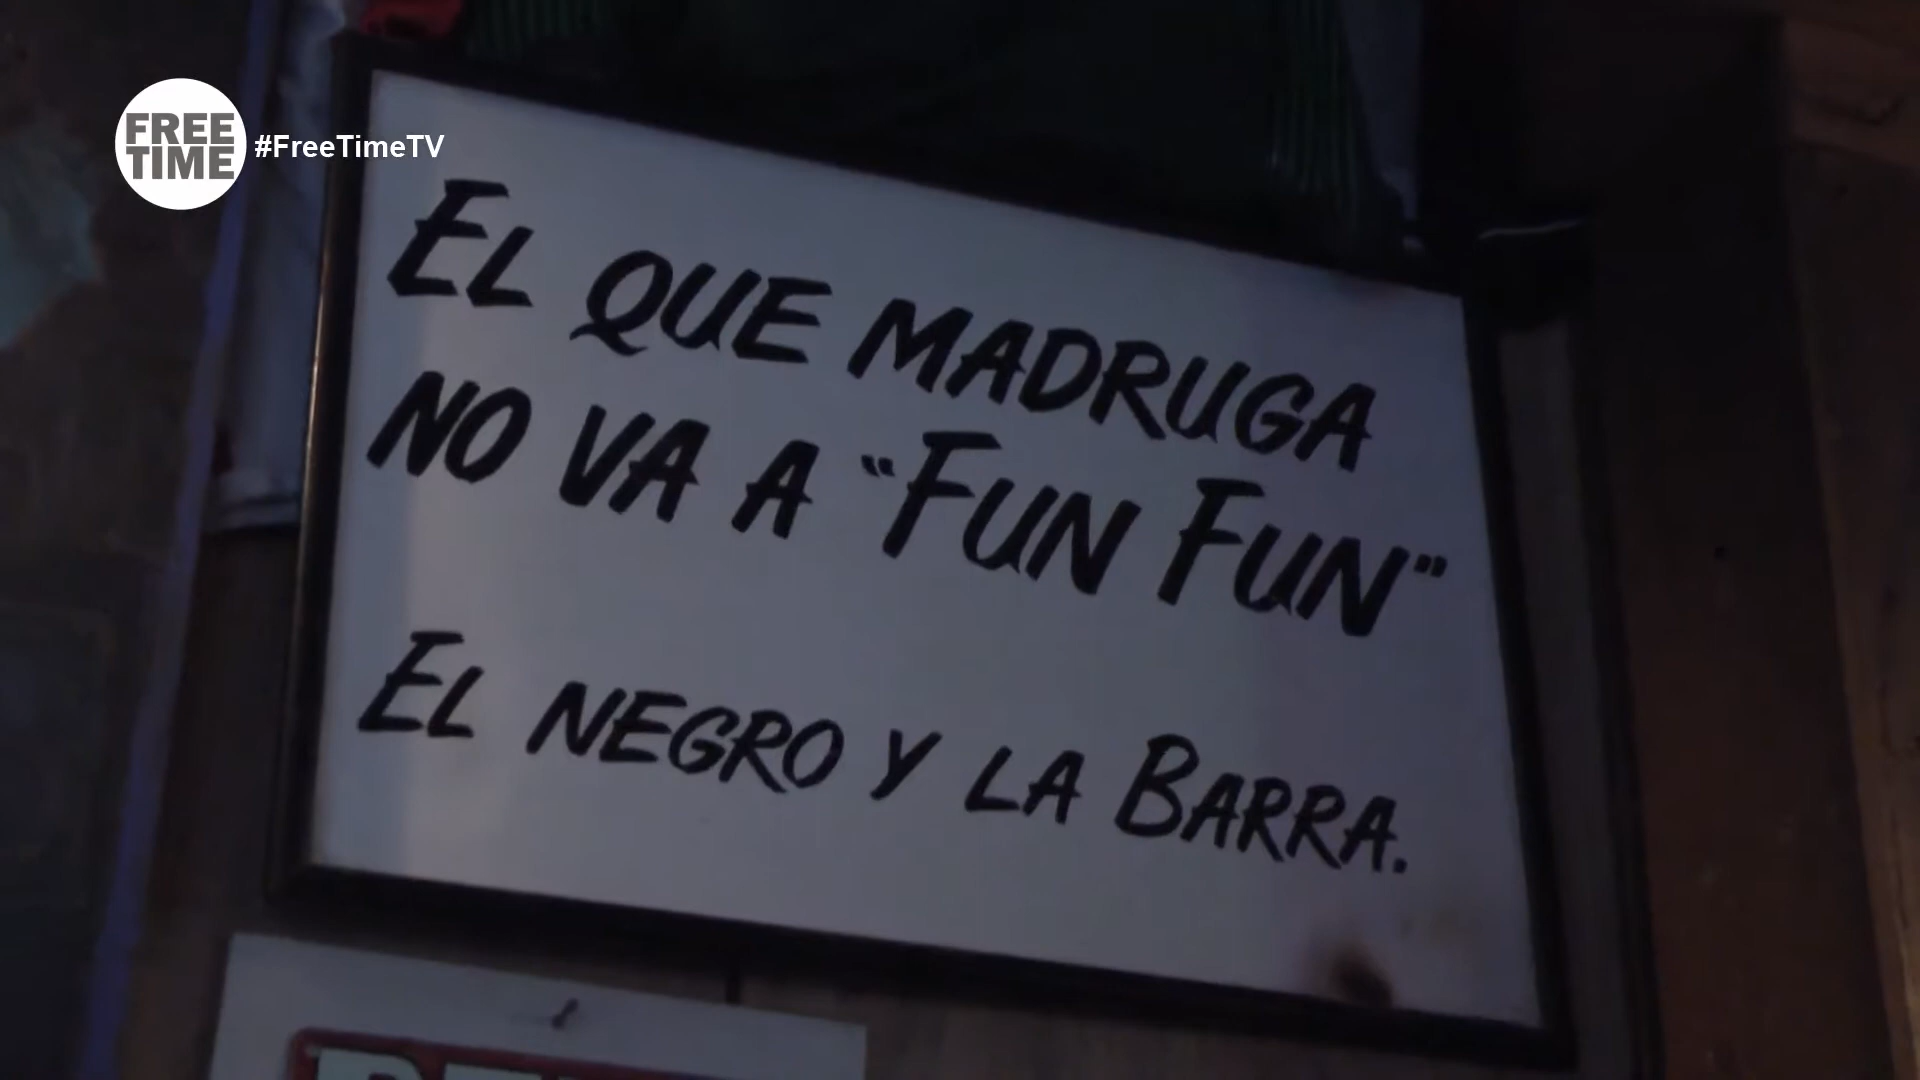 FREE
TIME
#FreeTimeTV
EL QUE MADRUGA
NO VA A "FUN FUN"
EL NEGRO Y LA BARRA.